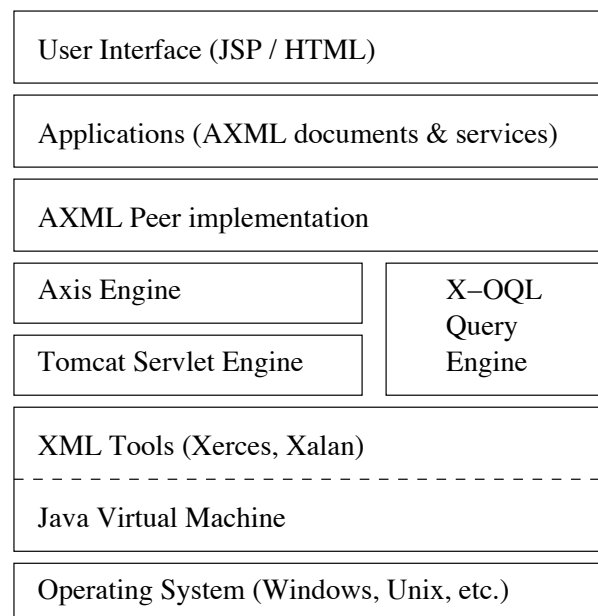 User Interface (JSP / HTML)
Applications (AXML documents & services)
AXML Peer implementation
Axis Engine
Tomcat Servlet Engine
X–OQL
Query
Engine
XML Tools (Xerces, Xalan)
Java Virtual Machine
Operating System (Windows, Unix, etc.)